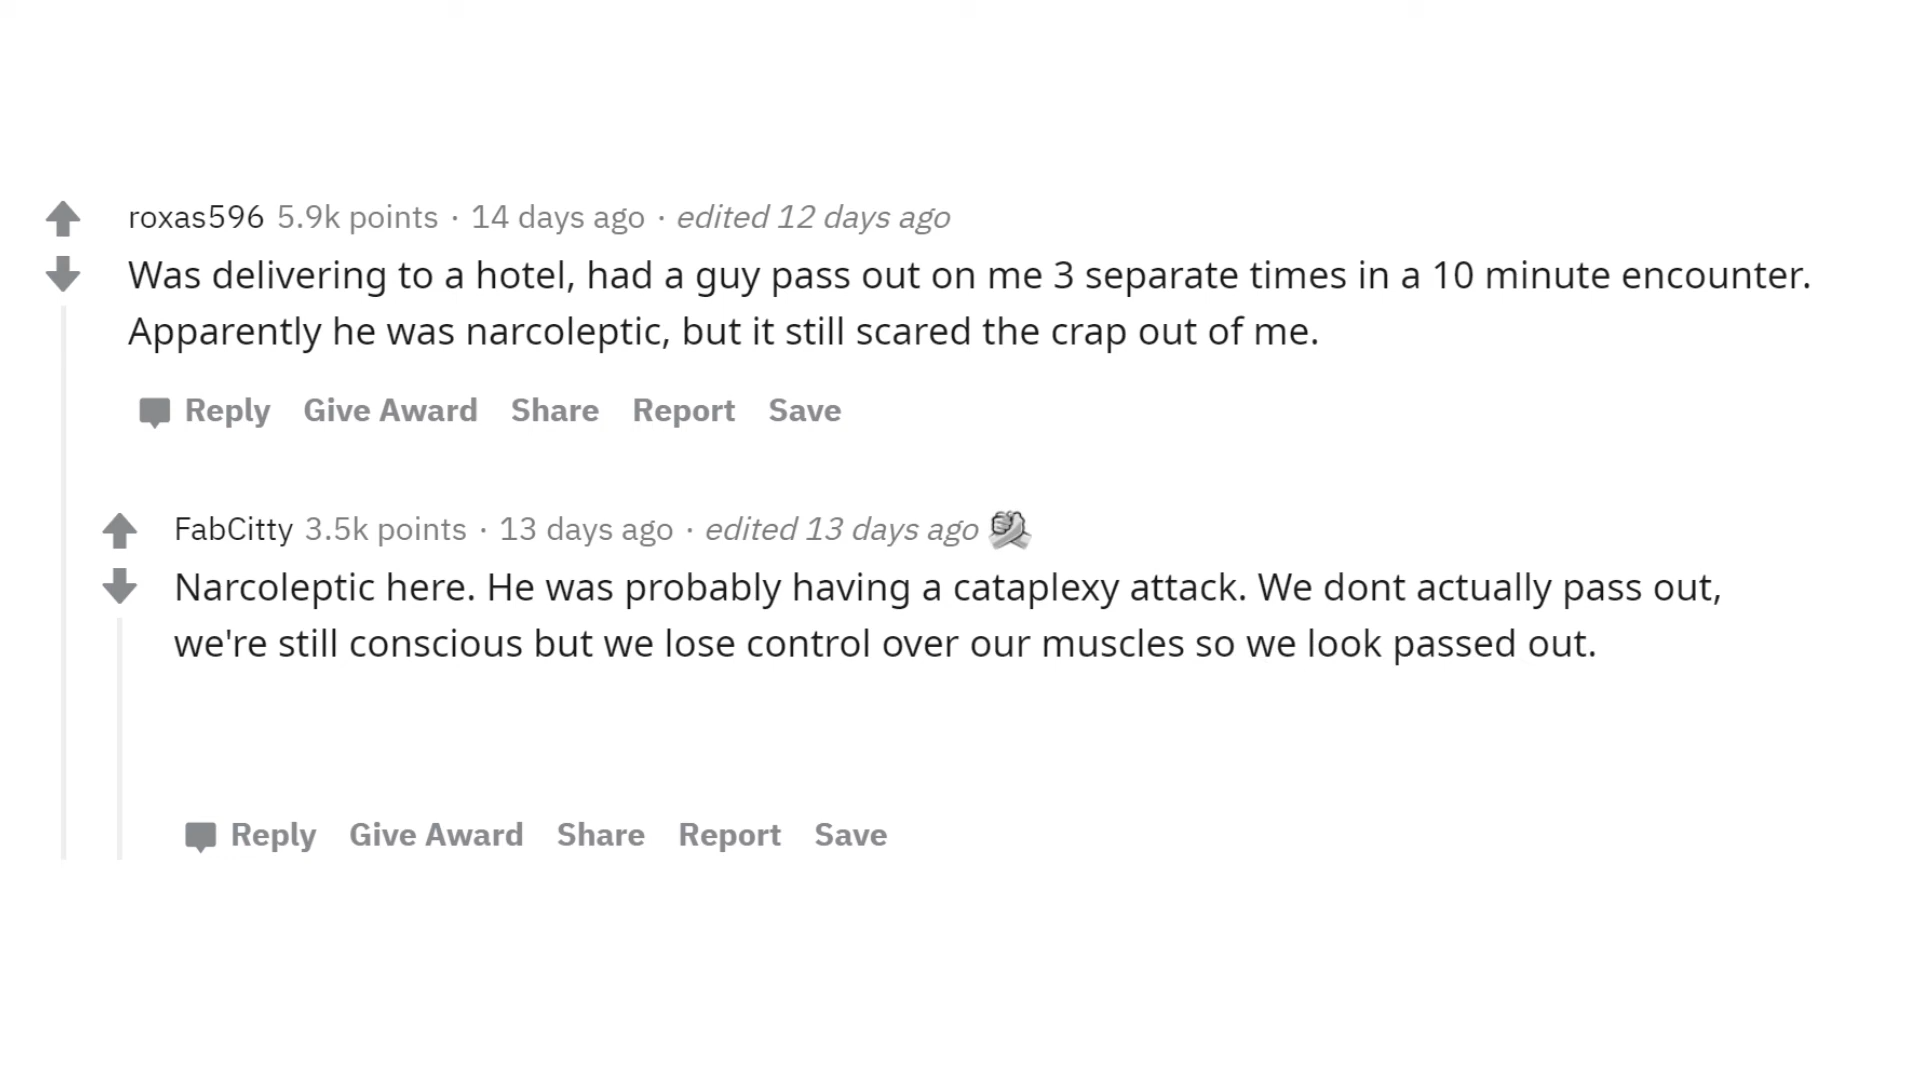 roxas596 5.9k points · 14 days ago · edited 12 days ago
Was delivering to a hotel, had a guy pass out on me 3 separate times in a 10 minute encounter.
Apparently he was narcoleptic, but it still scared the crap out of me.
Reply Give Award Share Report Save
FabCitty 3.5k points · 13 days ago · edited 13 days ago
Narcoleptic here. He was probably having a cataplexy attack. We dont actually pass out,
we're still conscious but we lose control over our muscles so we look passed out.
Reply Give Award Share Report Save